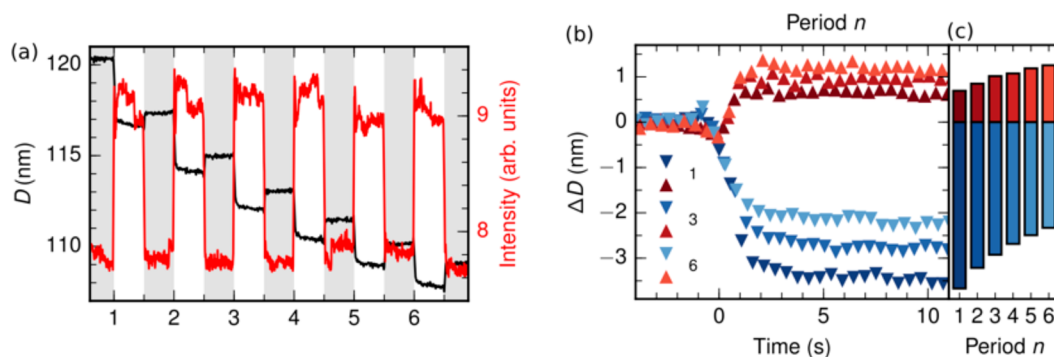 (a)
D (nm)
120
115
110
1 2 3 4 5 6
9
8
Intensity (arb. units)
Period n
(b)
ΔD (nm)
1
0
−1
−2
−3
1
3
6
0 5 10
Time (s)
(c)
1 2 3 4 5 6
Period n